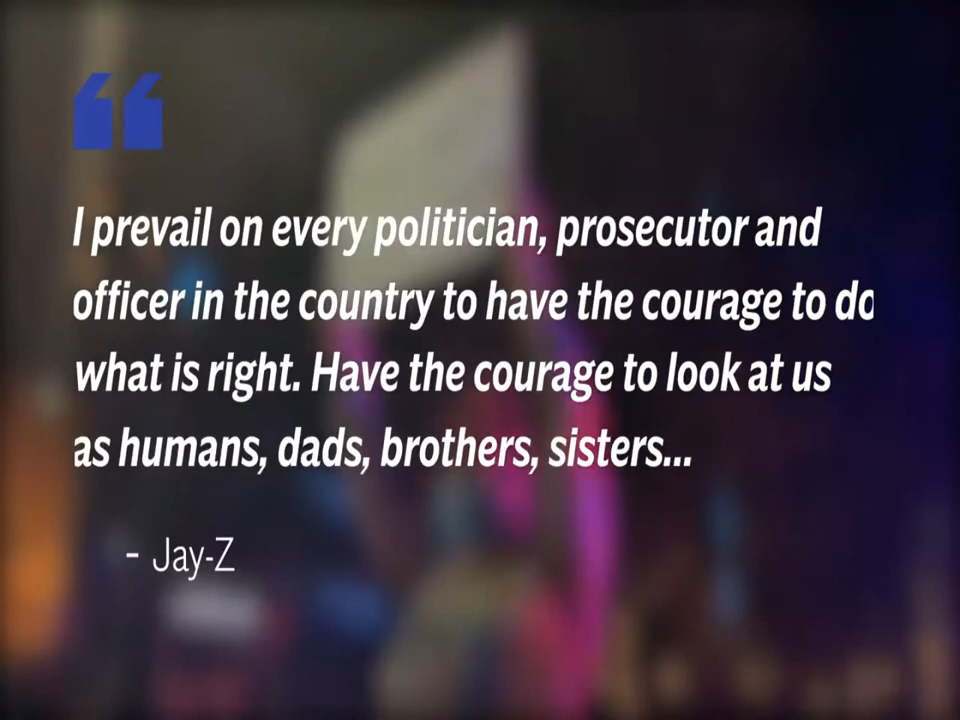 “
I prevail on every politician, prosecutor and
officer in the country to have the courage to do
what is right. Have the courage to look at us
as humans, dads, brothers, sisters...
- Jay-Z